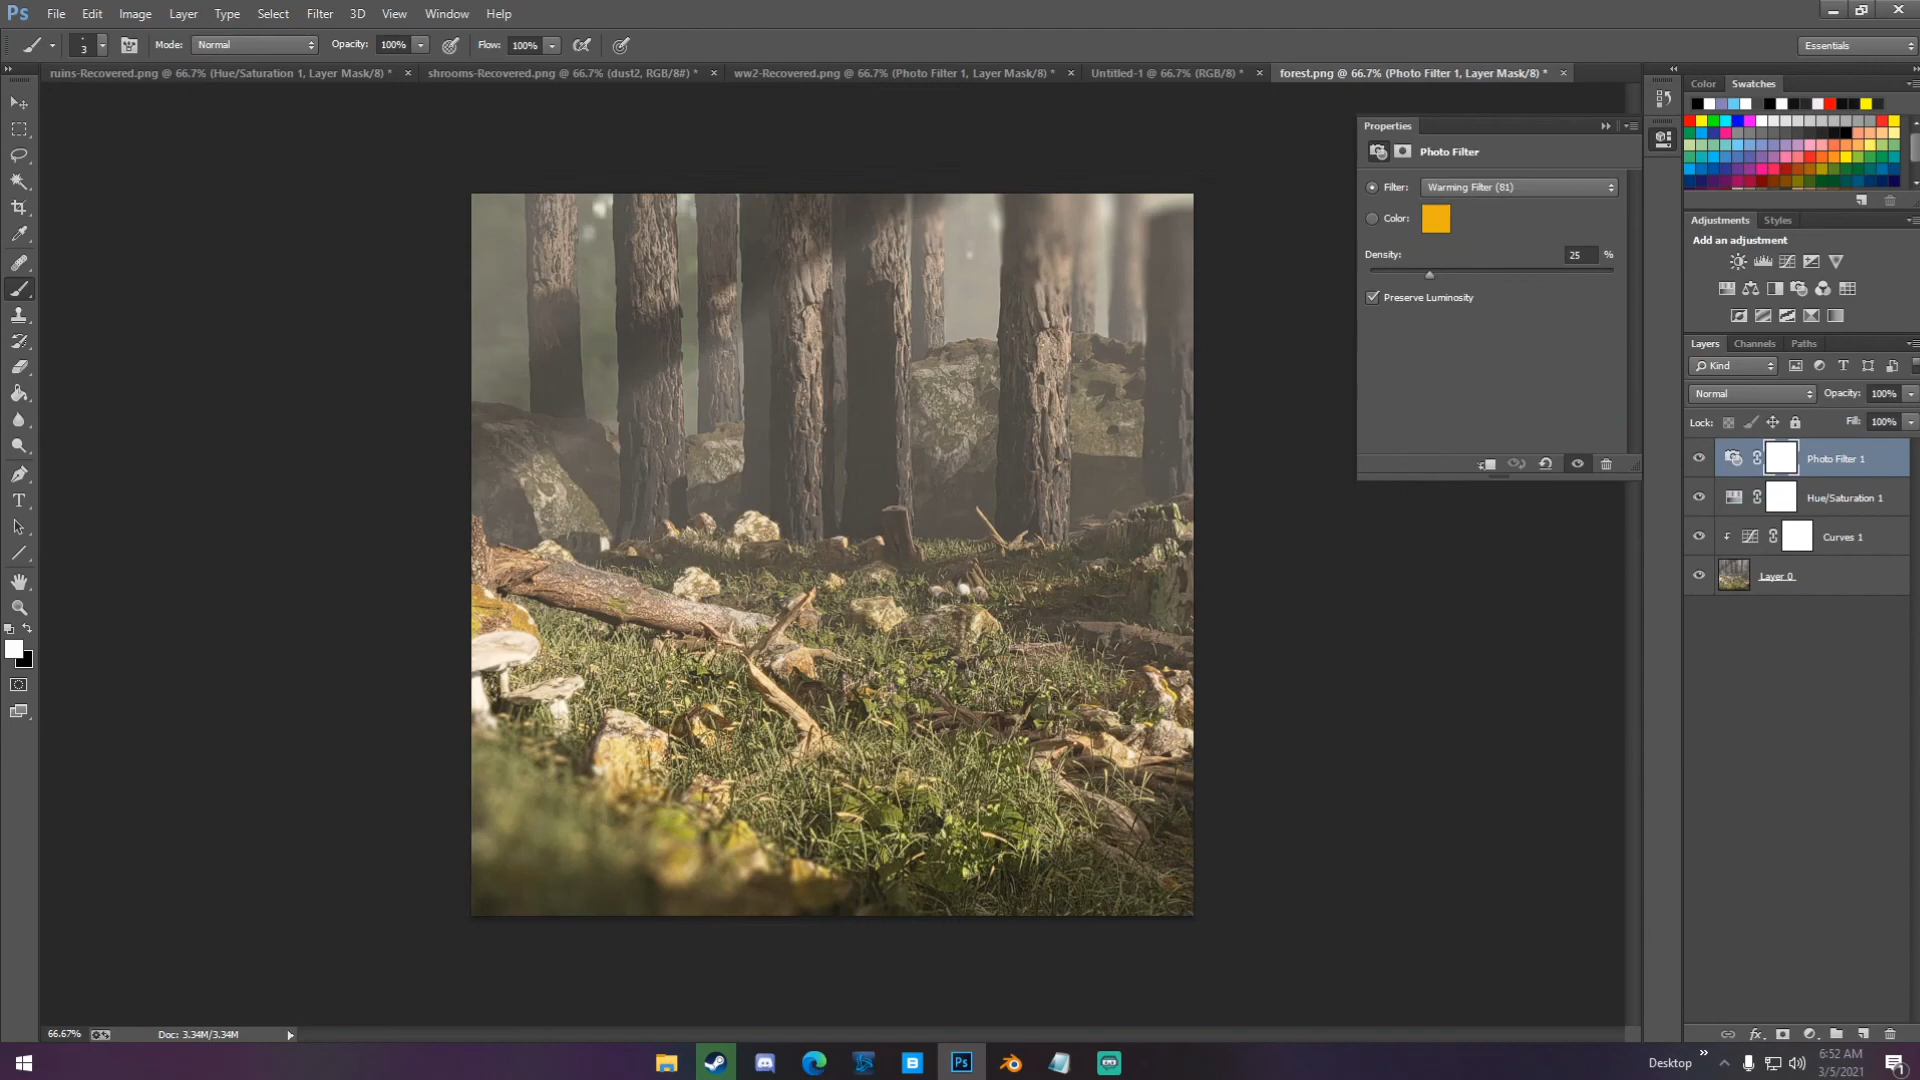 Ps File Edit Image Layer Type Select Filter 3D View Window Help
3 Mode: Normal Opacity: 100% Flow: 100% Essentials
ruins-Recovered.png @ 66.7% (Hue/Saturation 1, Layer Mask/8) * × shrooms-Recovered.png @ 66.7% (dust2, RGB/8#) * × ww2-Recovered.png @ 66.7% (Photo Filter 1, Layer Mask/8) * × Untitled-1 @ 66.7% (RGB/8) * × forest.png @ 66.7% (Photo Filter 1, Layer Mask/8) * ×
Color Swatches
Properties
Photo Filter
Filter: Warming Filter (81)
Color:
Density: 25 %
Preserve Luminosity
Adjustments Styles
Add an adjustment
Layers Channels Paths
Kind
Normal Opacity: 100%
Lock: Fill: 100%
Photo Filter 1
Hue/Saturation 1
Curves 1
Layer 0
66.67% Doc: 3.34M/3.34M
Desktop 6:52 AM
3/5/2021